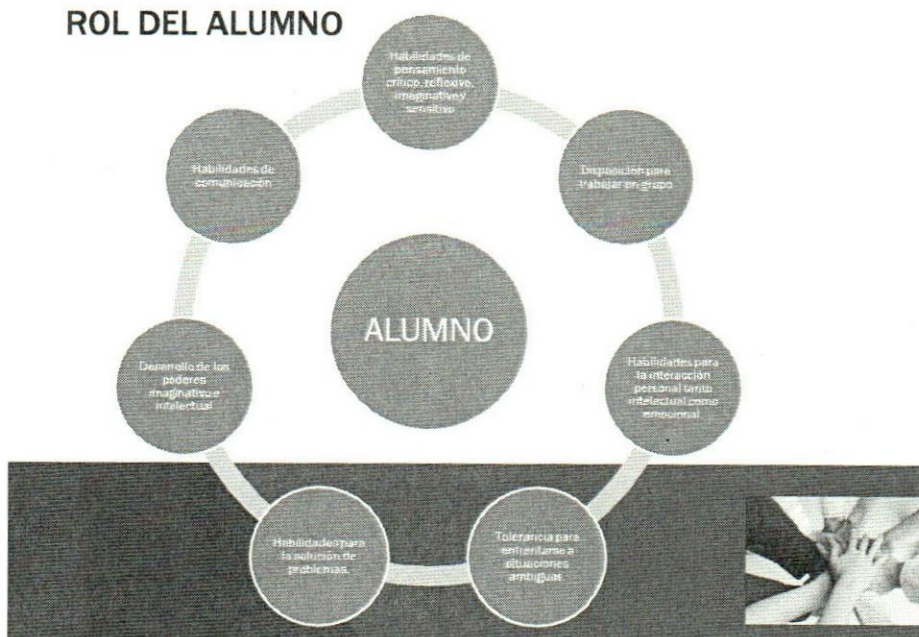 ROL DEL ALUMNO
Habilidades de
pensamiento
crítico, reflexivo,
imaginativo y
sensitivo
Disposición para
trabajar en grupo
Habilidades para
la interacción
personal tanto
intelectual como
emocional
Tolerancia para
enfrentarse a
situaciones
ambiguas
Habilidades para
la solución de
problemas.
Desarrollo de los
poderes
imaginativo e
intelectual
Habilidades de
comunicación
ALUMNO